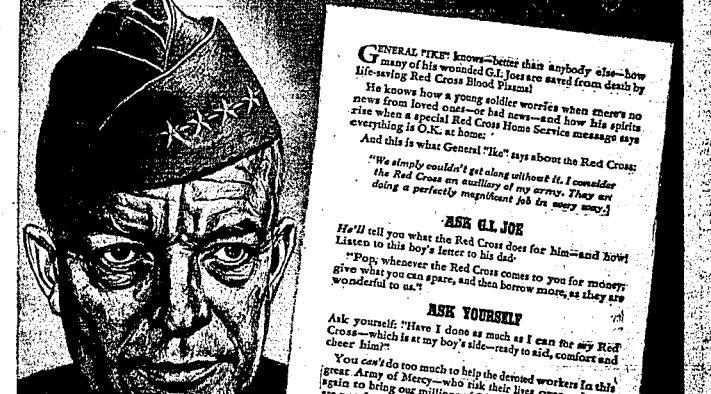 GENERAL "IKE" knows—better than anybody else—how
many of his wounded G.I. Joes are saved from death by
life-saving Red Cross Blood Plasma!
He knows how a young soldier worries when there's no
news from loved ones—or bad news—and how his spirits
rise when a special Red Cross Home Service message says
everything is O.K. at home.
And this is what General "Ike" says about the Red Cross:
"We simply couldn't get along without it. I consider
the Red Cross an auxiliary of my army. They are
doing a perfectly magnificent job in every way."
ASK G.I. JOE
He'll tell you what the Red Cross does for him—and how!
Listen to this boy's letter to his dad.
"Pop, whenever the Red Cross comes to you for money,
give what you can spare, and then borrow more, as they are
wonderful to us."
ASK YOURSELF
Ask yourself: "Have I done as much as I can for my Red
Cross—which is at my boy's side—ready to aid, comfort and
cheer him?"
You can't do too much to help the devoted workers in this
great Army of Mercy—who risk their lives
again to bring our